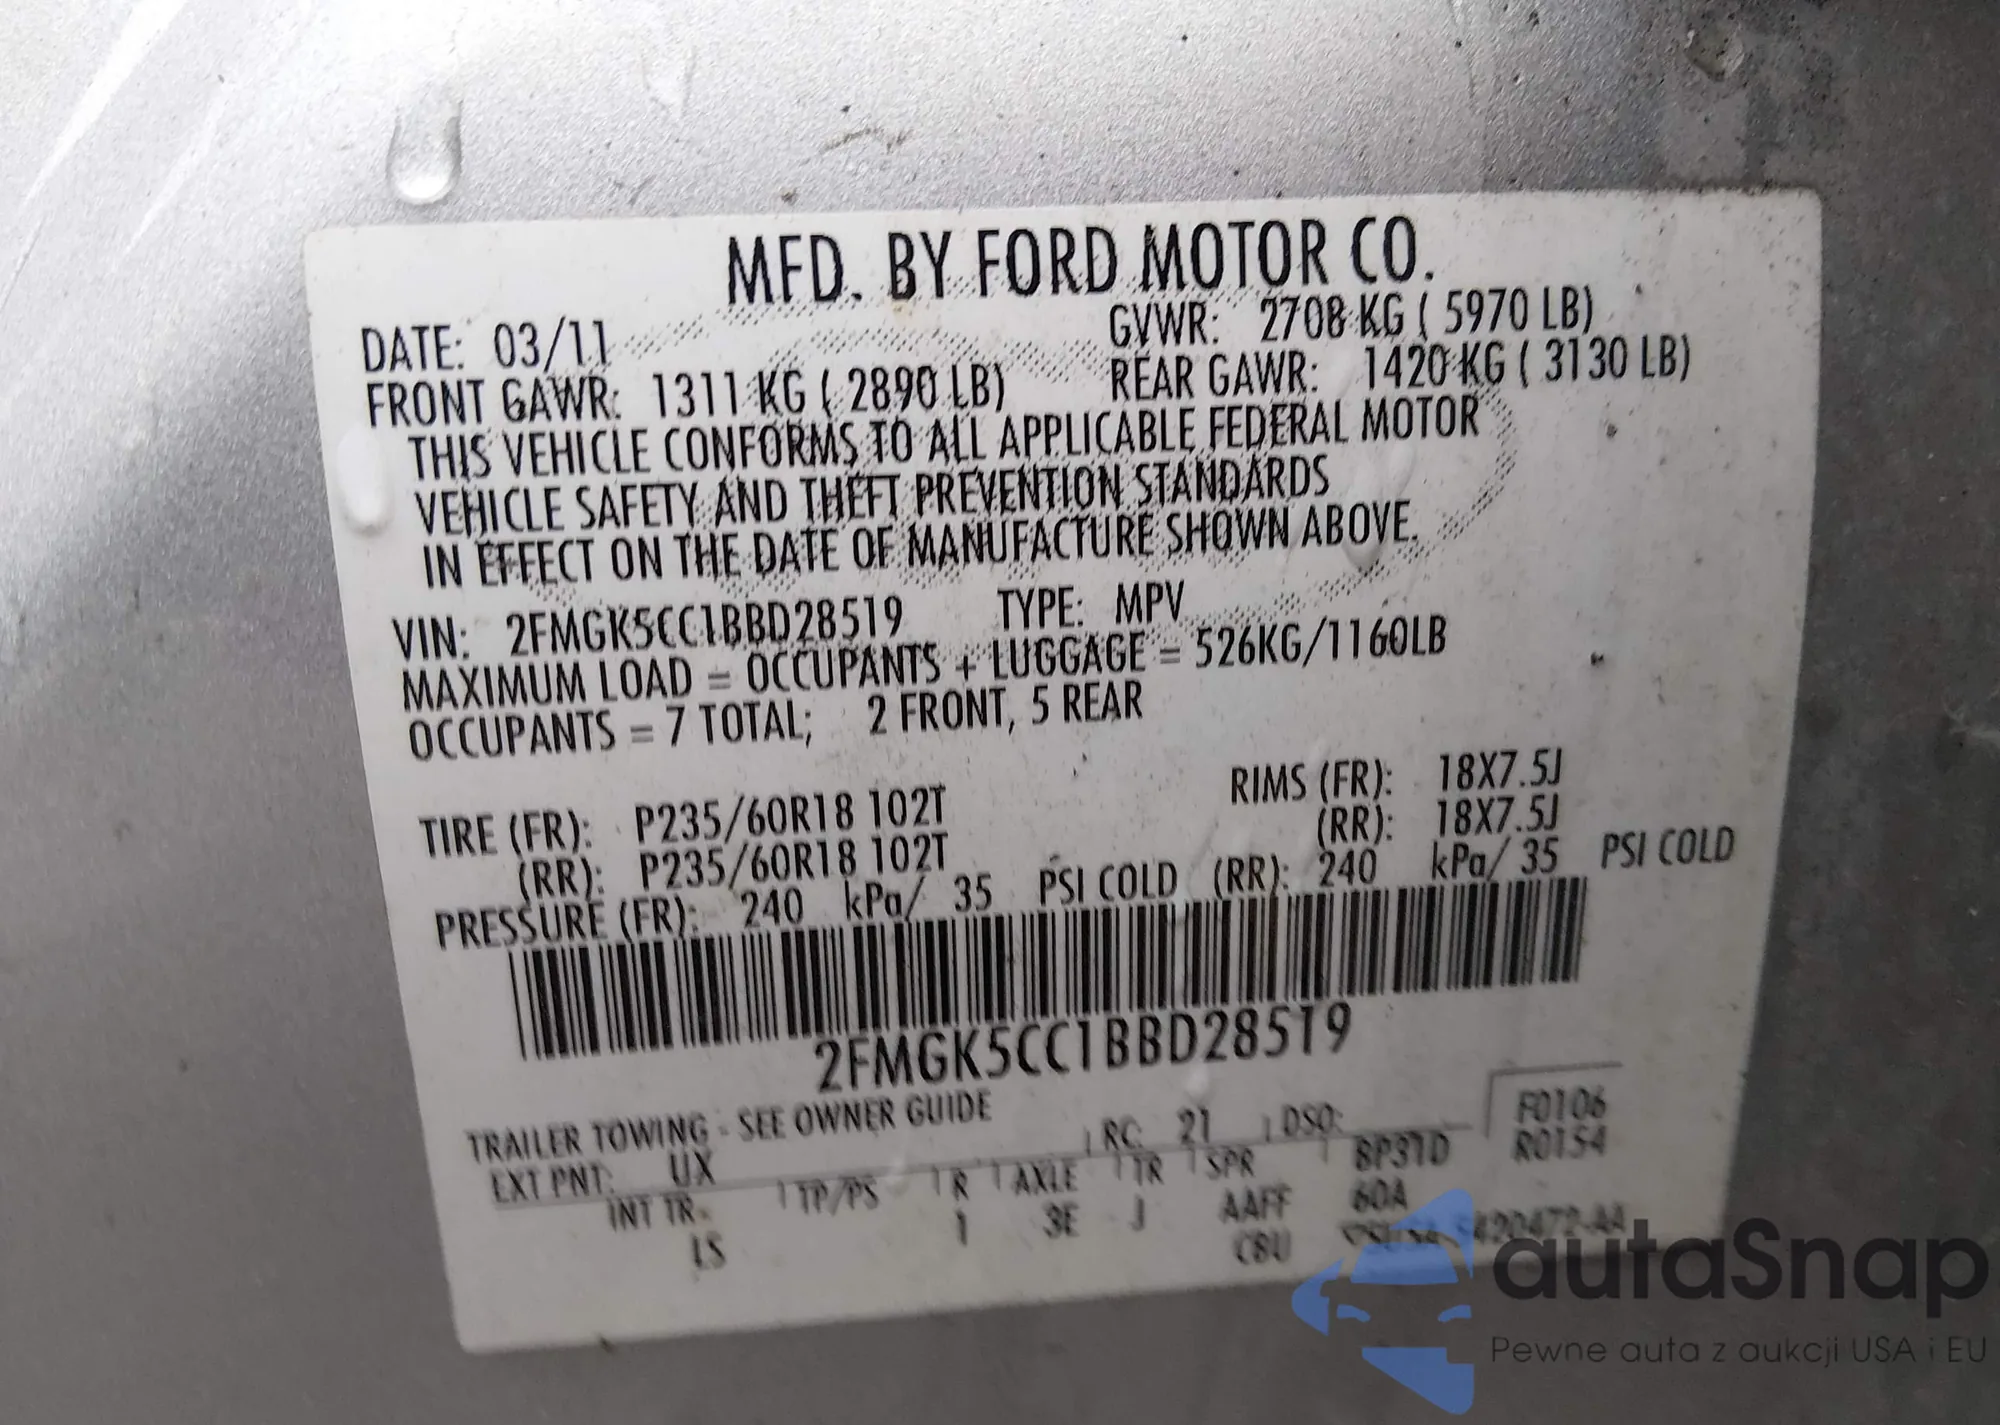 MFD. BY FORD MOTOR CO.
DATE: 03/11 GVWR: 2708 KG ( 5970 LB)
FRONT GAWR: 1311 KG ( 2890 LB) REAR GAWR: 1420 KG ( 3130 LB)
THIS VEHICLE CONFORMS TO ALL APPLICABLE FEDERAL MOTOR
VEHICLE SAFETY AND THEFT PREVENTION STANDARDS
IN EFFECT ON THE DATE OF MANUFACTURE SHOWN ABOVE.
VIN: 2FMGK5CC1BBD28519 TYPE: MPV
MAXIMUM LOAD = OCCUPANTS + LUGGAGE = 526KG/1160LB
OCCUPANTS = 7 TOTAL; 2 FRONT, 5 REAR
TIRE (FR): P235/60R18 102T RIMS (FR): 18X7.5J
(RR): P235/60R18 102T (RR): 18X7.5J
PRESSURE (FR): 240 kPa/ 35 PSI COLD (RR): 240 kPa/ 35 PSI COLD
2FMGK5CC1BBD28519
TRAILER TOWING - SEE OWNER GUIDE
EXT PNT: UX RC: 21 DSO: F0106
R0154
INT TR TP/PS R AXLE TR SPR BP31D
LS 1 3E J AAFF 60A
CBU
autaSnap
Pewne auta z aukcji USA i EU